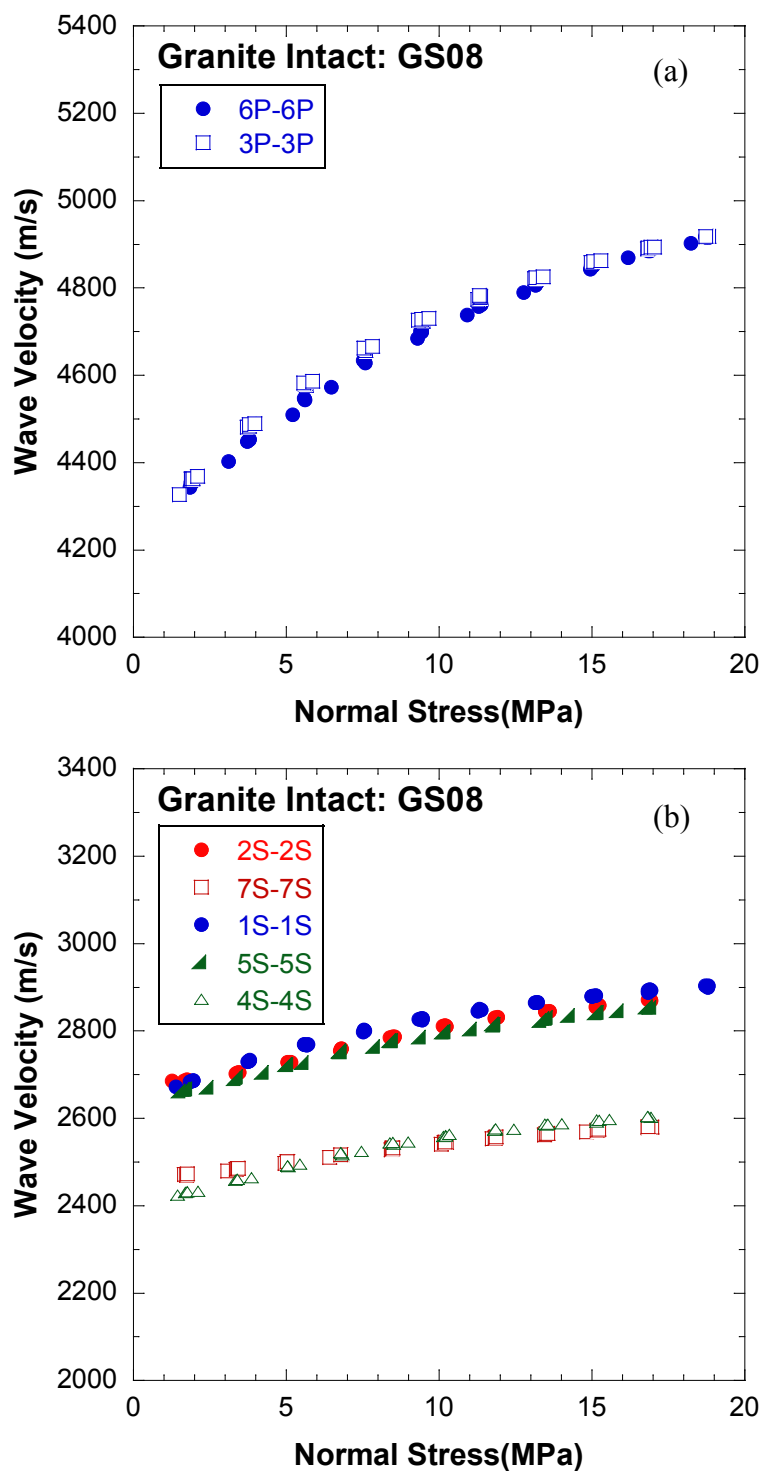 Granite Intact: GS08
(a)
6P-6P
3P-3P
5400
5200
5000
4800
4600
4400
4200
4000
Wave Velocity (m/s)
0 5 10 15 20
Normal Stress(MPa)
Granite Intact: GS08
(b)
2S-2S
7S-7S
1S-1S
5S-5S
4S-4S
3400
3200
3000
2800
2600
2400
2200
2000
Wave Velocity (m/s)
0 5 10 15 20
Normal Stress(MPa)